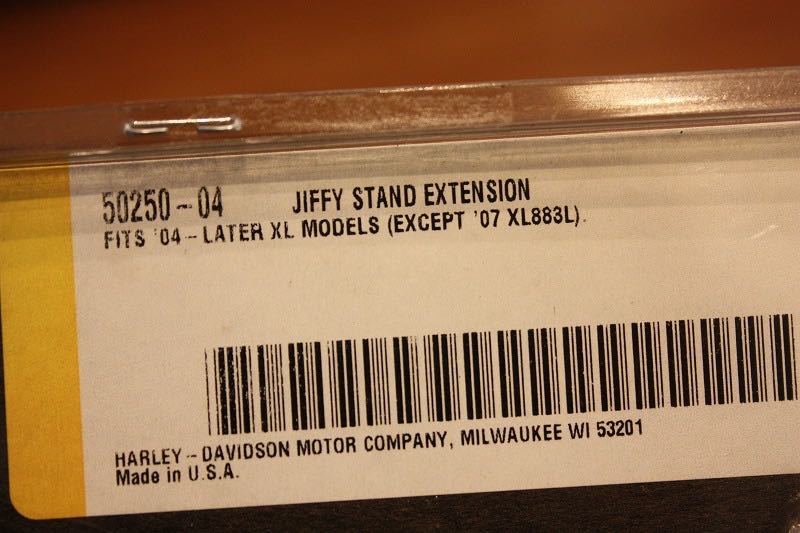 50250-04 JIFFY STAND EXTENSION
FITS '04 - LATER XL MODELS (EXCEPT '07 XL883L).
HARLEY - DAVIDSON MOTOR COMPANY, MILWAUKEE WI 53201
Made in U.S.A.